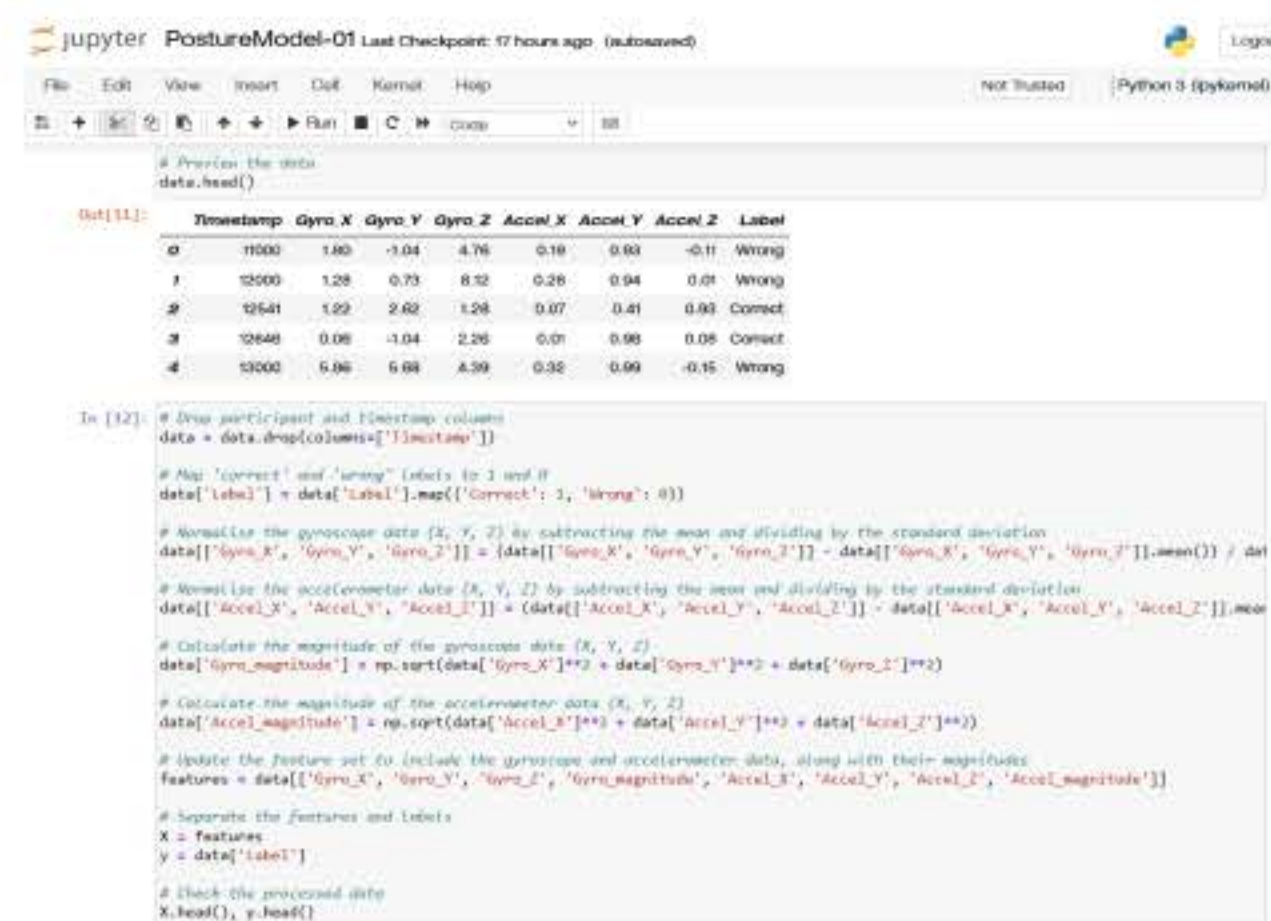 jupyter PostureModel-01 Last Checkpoint: 17 hours ago (autosaved)
Logou
File Edit View Insert Cell Kernel Help
Not Trusted
Python 3 (ipykernel)
Run
Code
# Preview the data
data.head()
Out[11]:
Timestamp Gyro_X Gyro_Y Gyro_Z Accel_X Accel_Y Accel_Z Label
0 11000 1.80 -1.04 4.76 0.19 0.93 -0.11 Wrong
1 12000 1.28 0.73 8.12 0.28 0.94 0.01 Wrong
2 12541 1.22 2.62 1.28 0.07 0.41 0.93 Correct
3 12646 0.06 -1.04 2.26 0.01 0.98 0.08 Correct
4 13000 5.86 5.68 4.39 0.32 0.99 -0.15 Wrong
In [12]:
# Drop participant and timestamp columns
data = data.drop(columns=['Timestamp'])
# Map 'correct' and 'wrong" labels to 1 and 0
data['Label'] = data['Label'].map({'Correct': 1, 'Wrong': 0})
# Normalize the gyroscope data (X, Y, Z) by subtracting the mean and dividing by the standard deviation
data[['Gyro_X', 'Gyro_Y', 'Gyro_Z']] = (data[['Gyro_X', 'Gyro_Y', 'Gyro_Z']] - data[['Gyro_X', 'Gyro_Y', 'Gyro_Z']].mean()) / dat
# Normalize the accelerometer data (X, Y, Z) by subtracting the mean and dividing by the standard deviation
data[['Accel_X', 'Accel_Y', 'Accel_Z']] = (data[['Accel_X', 'Accel_Y', 'Accel_Z']] - data[['Accel_X', 'Accel_Y', 'Accel_Z']].mean
# Calculate the magnitude of the gyroscope data (X, Y, Z)
data['Gyro_magnitude'] = np.sqrt(data['Gyro_X']**2 + data['Gyro_Y']**2 + data['Gyro_Z']**2)
# Calculate the magnitude of the accelerometer data (X, Y, Z)
data['Accel_magnitude'] = np.sqrt(data['Accel_X']**2 + data['Accel_Y']**2 + data['Accel_Z']**2)
# Update the feature set to include the gyroscope and accelerometer data, along with their magnitudes
features = data[['Gyro_X', 'Gyro_Y', 'Gyro_Z', 'Gyro_magnitude', 'Accel_X', 'Accel_Y', 'Accel_Z', 'Accel_magnitude']]
# Separate the features and labels
X = features
y = data['Label']
# Check the processed data
X.head(), y.head()